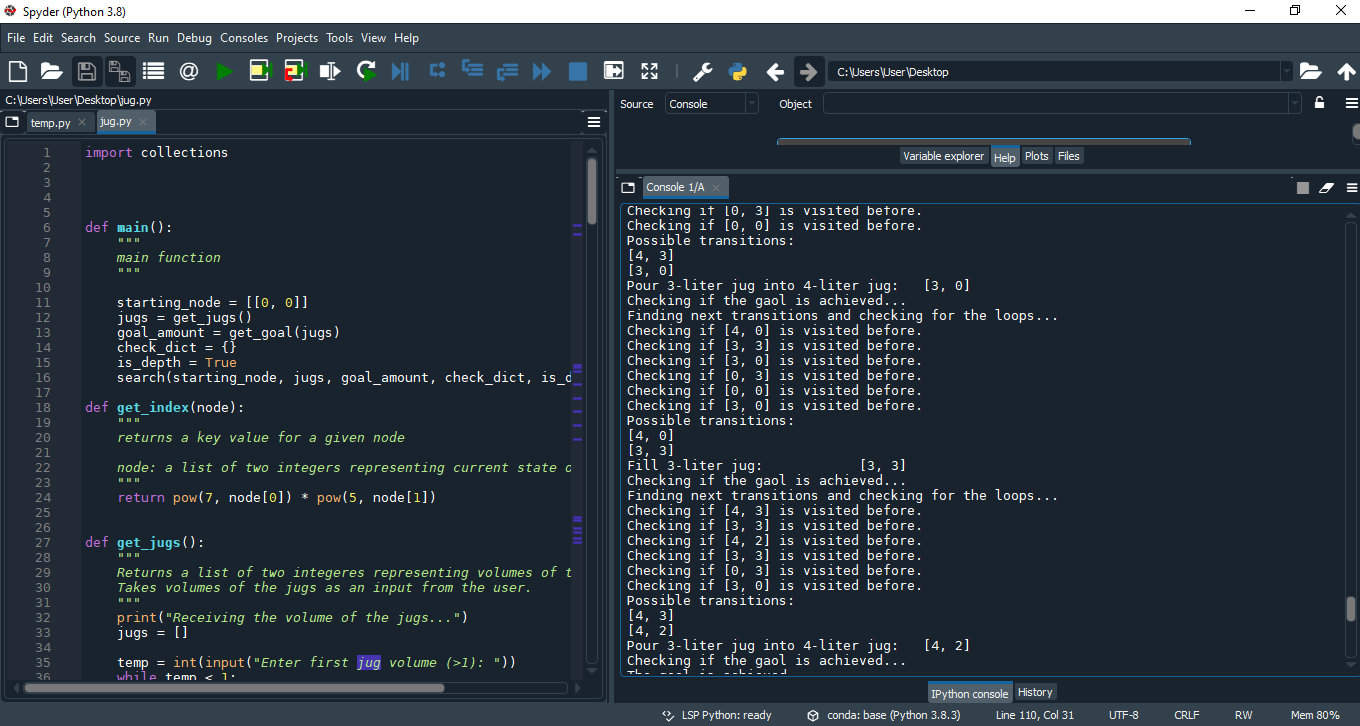 Spyder (Python 3.8)
File Edit Search Source Run Debug Consoles Projects Tools View Help
C:\Users\User\Desktop
C:\Users\User\Desktop\jug.py
temp.py
jug.py
1 import collections
2
3
4
5
6 def main():
7 """
8 main function
9 """
10
11 starting_node = [[0, 0]]
12 jugs = get_jugs()
13 goal_amount = get_goal(jugs)
14 check_dict = {}
15 is_depth = True
16 search(starting_node, jugs, goal_amount, check_dict, is_d
17
18 def get_index(node):
19 """
20 returns a key value for a given node
21
22 node: a list of two integers representing current state o
23 """
24 return pow(7, node[0]) * pow(5, node[1])
25
26
27 def get_jugs():
28 """
29 Returns a list of two integeres representing volumes of t
30 Takes volumes of the jugs as an input from the user.
31 """
32 print("Receiving the volume of the jugs...")
33 jugs = []
34
35 temp = int(input("Enter first jug volume (>1): "))
36 while temp < 1:
Source Console Object
Variable explorer Help Plots Files
Console 1/A
Checking if [0, 3] is visited before.
Checking if [0, 0] is visited before.
Possible transitions:
[4, 3]
[3, 0]
Pour 3-liter jug into 4-liter jug: [3, 0]
Checking if the gaol is achieved...
Finding next transitions and checking for the loops...
Checking if [4, 0] is visited before.
Checking if [3, 3] is visited before.
Checking if [3, 0] is visited before.
Checking if [0, 3] is visited before.
Checking if [0, 0] is visited before.
Checking if [3, 0] is visited before.
Possible transitions:
[4, 0]
[3, 3]
Fill 3-liter jug: [3, 3]
Checking if the gaol is achieved...
Finding next transitions and checking for the loops...
Checking if [4, 3] is visited before.
Checking if [3, 3] is visited before.
Checking if [4, 2] is visited before.
Checking if [3, 3] is visited before.
Checking if [0, 3] is visited before.
Checking if [3, 0] is visited before.
Possible transitions:
[4, 3]
[4, 2]
Pour 3-liter jug into 4-liter jug: [4, 2]
Checking if the gaol is achieved...
The goal is achieved
IPython console History
LSP Python: ready conda: base (Python 3.8.3) Line 110, Col 31 UTF-8 CRLF RW Mem 80%